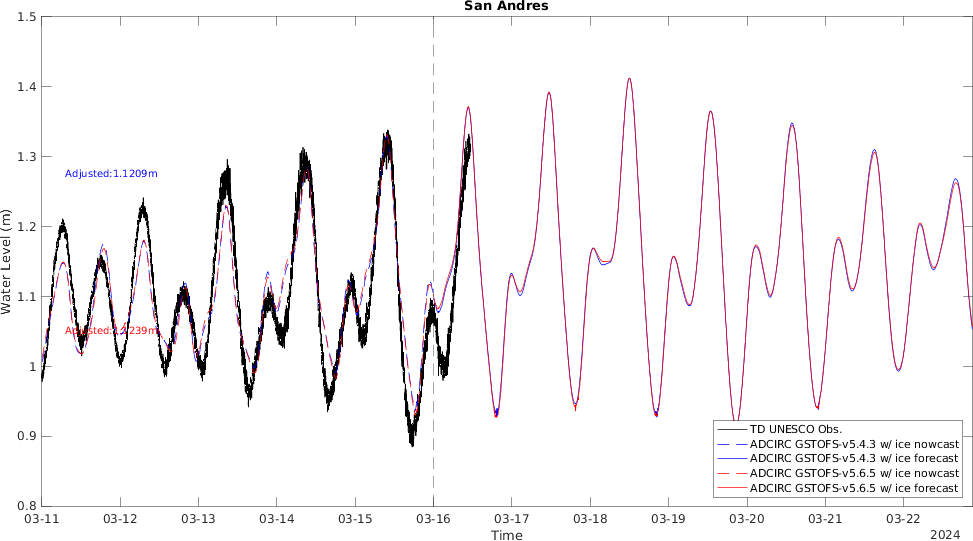 San Andres
1.5
1.4
1.3
1.2
1.1
1
0.9
0.8
Water Level (m)
Adjusted:1.1209m
Adjusted:1.1239m
TD UNESCO Obs.
ADCIRC GSTOFS-v5.4.3 w/ ice nowcast
ADCIRC GSTOFS-v5.4.3 w/ ice forecast
ADCIRC GSTOFS-v5.6.5 w/ ice nowcast
ADCIRC GSTOFS-v5.6.5 w/ ice forecast
03-11 03-12 03-13 03-14 03-15 03-16 03-17 03-18 03-19 03-20 03-21 03-22
Time
2024